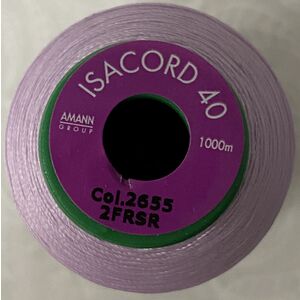 ISACORD 40
AMANN
GROUP
1000m
Col.2655
2FRSR